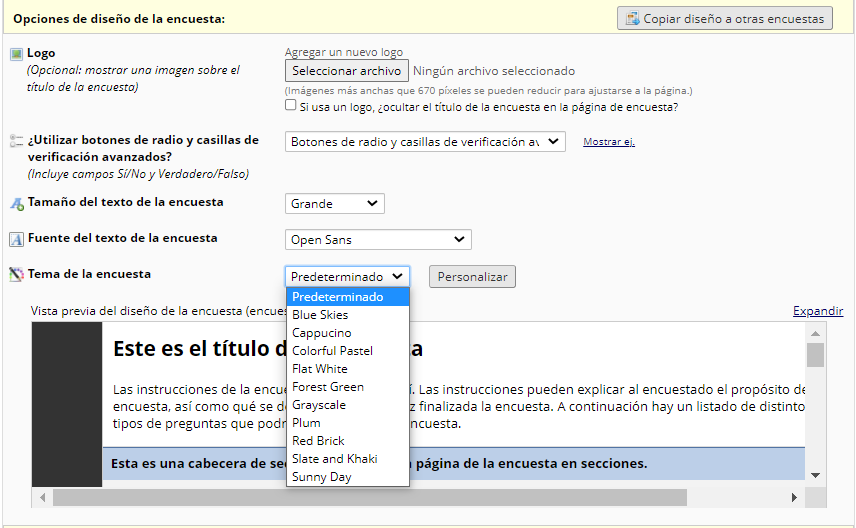 Opciones de diseño de la encuesta:
Copiar diseño a otras encuestas
Logo
(Opcional: mostrar una imagen sobre el
título de la encuesta)
Agregar un nuevo logo
Seleccionar archivo Ningún archivo seleccionado
(Imágenes más anchas que 670 píxeles se pueden reducir para ajustarse a la página.)
Si usa un logo, ¿ocultar el título de la encuesta en la página de encuesta?
¿Utilizar botones de radio y casillas de
verificación avanzados?
(Incluye campos Sí/No y Verdadero/Falso)
Botones de radio y casillas de verificación av
Mostrar ej.
Tamaño del texto de la encuesta
Grande
Fuente del texto de la encuesta
Open Sans
Tema de la encuesta
Predeterminado
Personalizar
Predeterminado
Blue Skies
Cappucino
Colorful Pastel
Flat White
Forest Green
Grayscale
Plum
Red Brick
Slate and Khaki
Sunny Day
Vista previa del diseño de la encuesta (encues
Expandir
Este es el título d ta
Las instrucciones de la encue í. Las instrucciones pueden explicar al encuestado el propósito de
encuesta, así como qué se d z finalizada la encuesta. A continuación hay un listado de distinto
tipos de preguntas que podr ncuesta.
Esta es una cabecera de sec página de la encuesta en secciones.